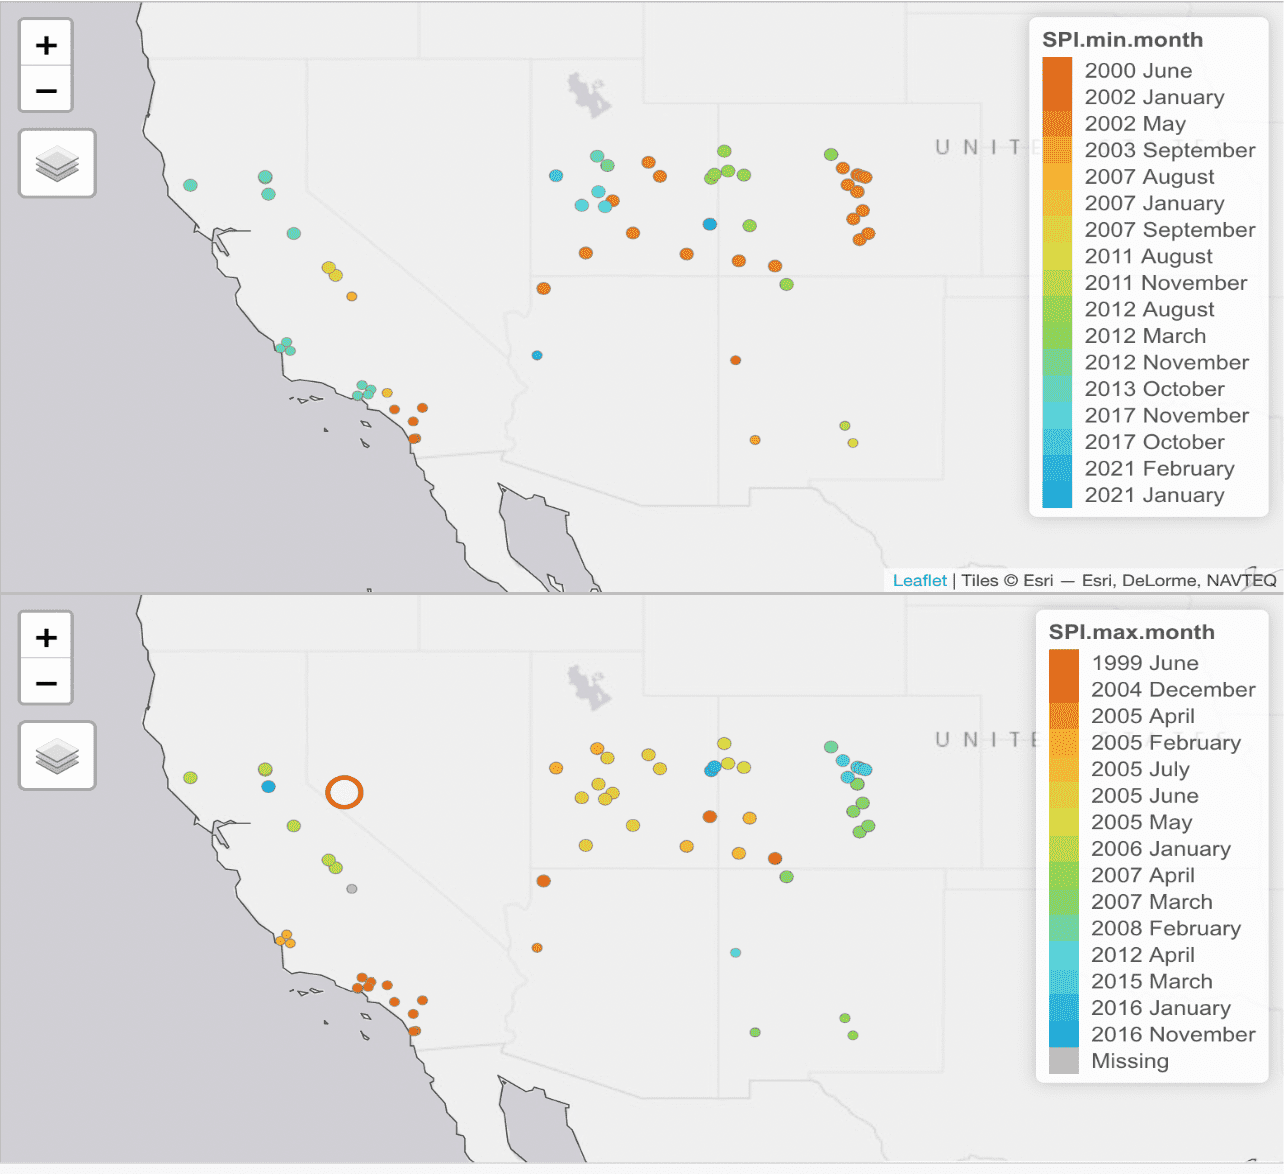 +
−
SPI.min.month
2000 June
2002 January
2002 May
2003 September
2007 August
2007 January
2007 September
2011 August
2011 November
2012 August
2012 March
2012 November
2013 October
2017 November
2017 October
2021 February
2021 January
UNITE
Leaflet | Tiles © Esri — Esri, DeLorme, NAVTEQ
+
−
SPI.max.month
1999 June
2004 December
2005 April
2005 February
2005 July
2005 June
2005 May
2006 January
2007 April
2007 March
2008 February
2012 April
2015 March
2016 January
2016 November
Missing
UNITE